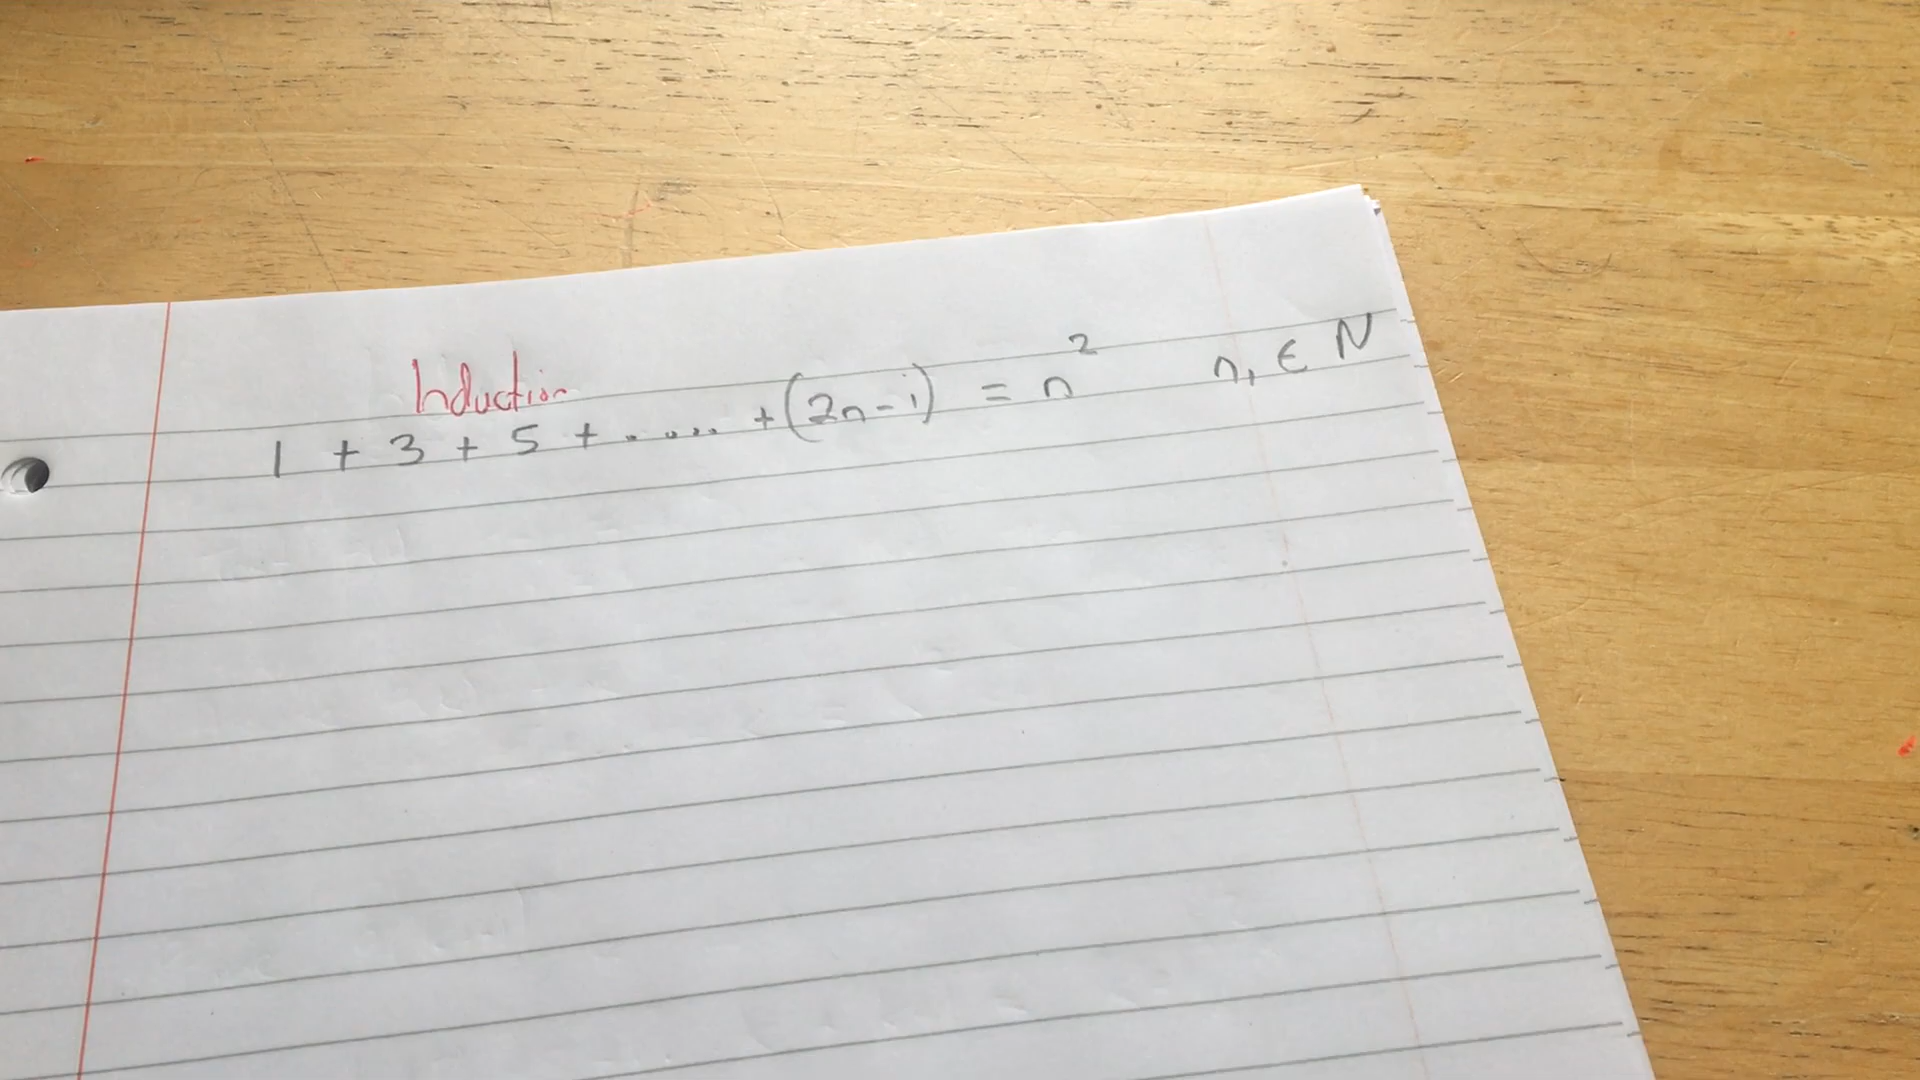 Induction
1 + 3 + 5 + ..... + (2n-1) = n² n, ∈ N